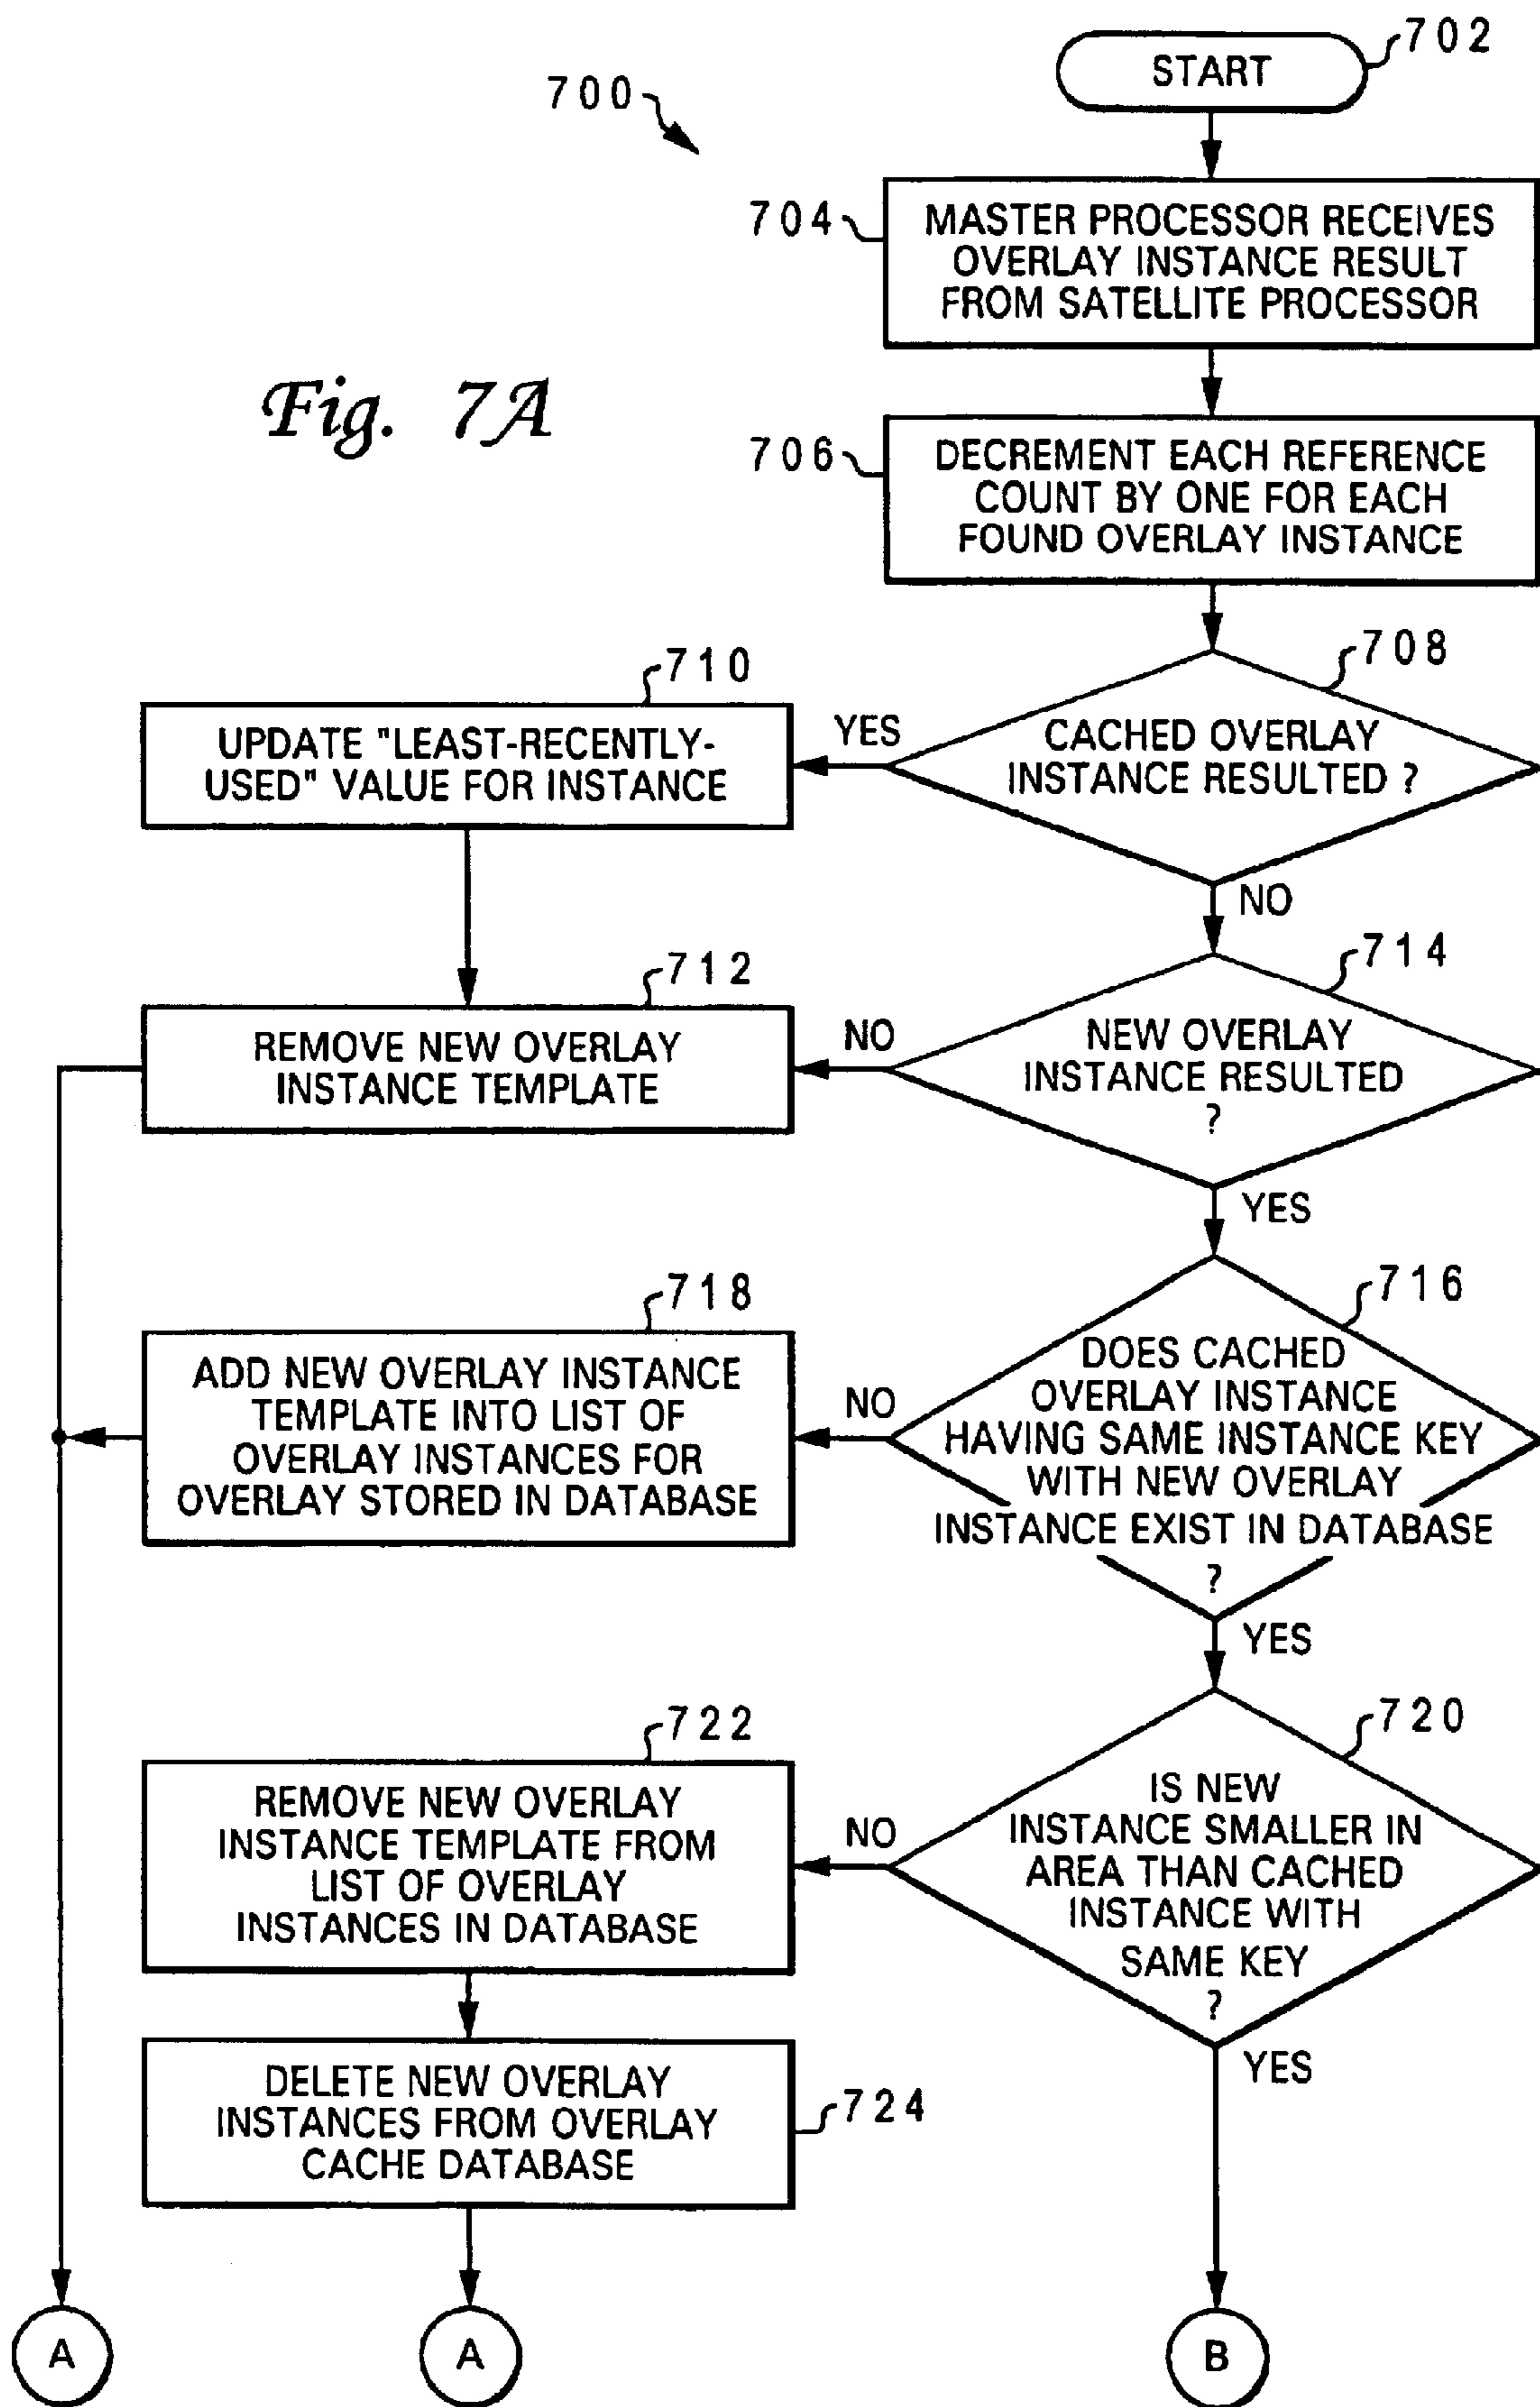 START
702
700
704
MASTER PROCESSOR RECEIVES
OVERLAY INSTANCE RESULT
FROM SATELLITE PROCESSOR
Fig. 7A
706
DECREMENT EACH REFERENCE
COUNT BY ONE FOR EACH
FOUND OVERLAY INSTANCE
708
CACHED OVERLAY
INSTANCE RESULTED ?
YES
NO
710
UPDATE "LEAST-RECENTLY-
USED" VALUE FOR INSTANCE
712
REMOVE NEW OVERLAY
INSTANCE TEMPLATE
714
NEW OVERLAY
INSTANCE RESULTED
?
NO
YES
716
DOES CACHED
OVERLAY INSTANCE
HAVING SAME INSTANCE KEY
WITH NEW OVERLAY
INSTANCE EXIST IN DATABASE
?
NO
YES
718
ADD NEW OVERLAY INSTANCE
TEMPLATE INTO LIST OF
OVERLAY INSTANCES FOR
OVERLAY STORED IN DATABASE
720
IS NEW
INSTANCE SMALLER IN
AREA THAN CACHED
INSTANCE WITH
SAME KEY
?
NO
YES
722
REMOVE NEW OVERLAY
INSTANCE TEMPLATE FROM
LIST OF OVERLAY
INSTANCES IN DATABASE
DELETE NEW OVERLAY
INSTANCES FROM OVERLAY
CACHE DATABASE
724
A
A
B